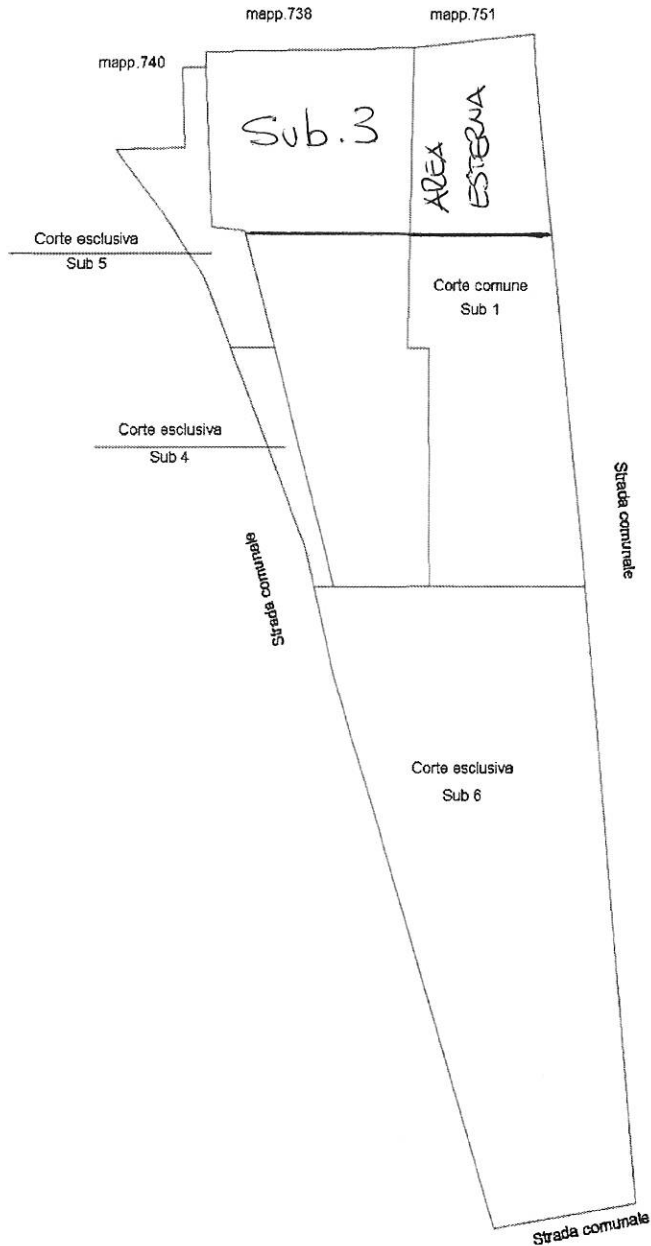 mapp.738
mapp.751
mapp.740
Sub.3
AREA
ESTERNA
Corte esclusiva
Sub 5
Corte comune
Sub 1
Corte esclusiva
Sub 4
Strada comunale
Strada comunale
Corte esclusiva
Sub 6
Strada comunale